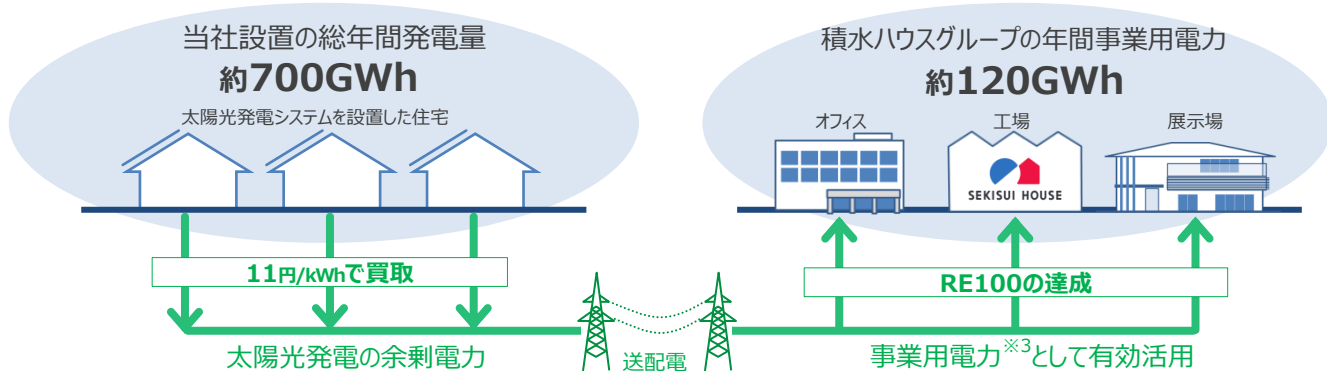 当社設置の総年間発電量
約700GWh
太陽光発電システムを設置した住宅
11円/kWhで買取
太陽光発電の余剰電力
送配電
積水ハウスグループの年間事業用電力
約120GWh
オフィス
工場
展示場
SEKISUI HOUSE
RE100の達成
事業用電力※3として有効活用